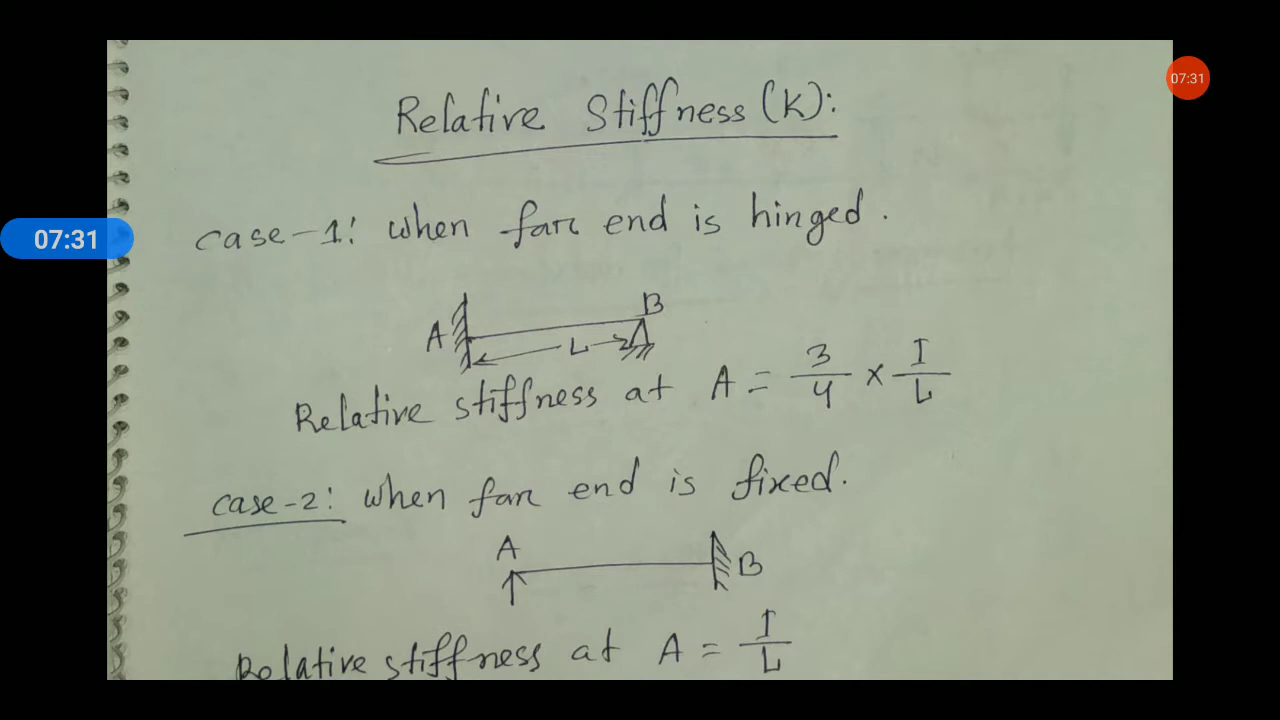 07:31
07:31
Relative Stiffness (K):
case-1: when far end is hinged.
A B
L
Relative stiffness at A = 3/4 × I/L
case-2: when far end is fixed.
A B
Relative stiffness at A = I/L